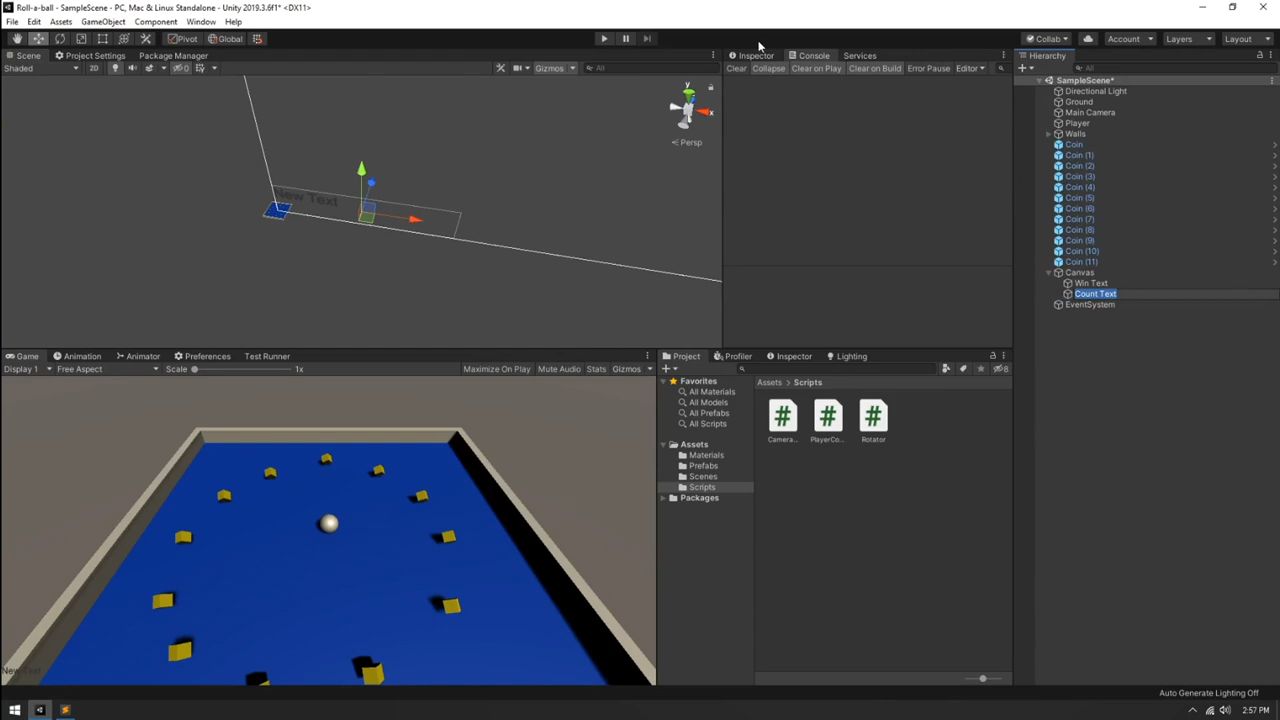 Roll-a-ball - SampleScene - PC, Mac & Linux Standalone - Unity 2019.3.6f1* <DX11>
File Edit Assets GameObject Component Window Help
Pivot Global Collab Account Layers Layout
Scene Project Settings Package Manager
Inspector Console Services
Hierarchy
Shaded 2D 0 Gizmos All
Clear Collapse Clear on Play Clear on Build Error Pause Editor
All
SampleScene*
Directional Light
Ground
Main Camera
Player
Walls
Coin
Coin (1)
Coin (2)
Coin (3)
Coin (4)
Coin (5)
Coin (6)
Coin (7)
Coin (8)
Coin (9)
Coin (10)
Coin (11)
Canvas
Win Text
Count Text
EventSystem
y
x
Persp
New Text
Game Animation Animator Preferences Test Runner
Display 1 Free Aspect Scale 1x Maximize On Play Mute Audio Stats Gizmos
Project Profiler Inspector Lighting
8
Favorites
All Materials
All Models
All Prefabs
All Scripts
Assets
Materials
Prefabs
Scenes
Scripts
Packages
Assets > Scripts
# # #
Camera... PlayerCo... Rotator
New Text
Auto Generate Lighting Off
2:57 PM